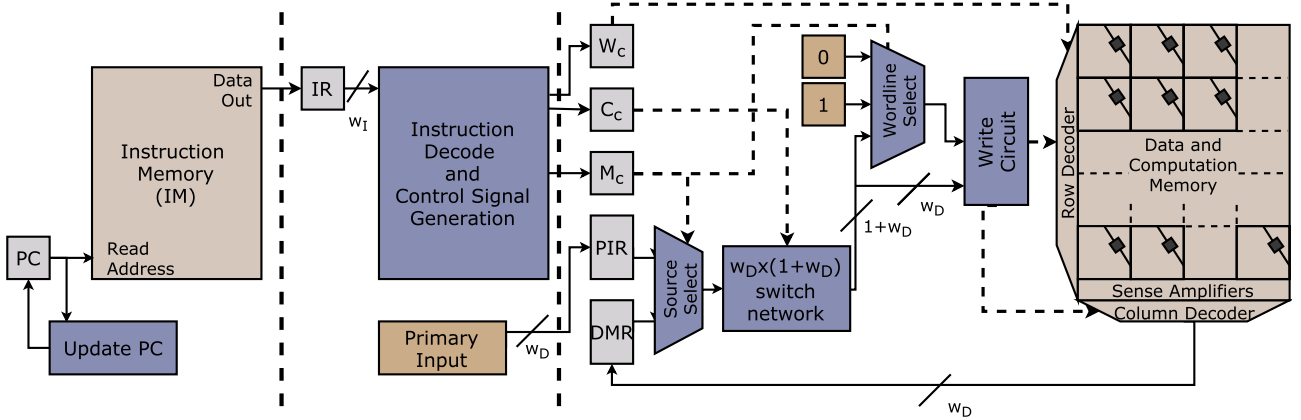 PC
Update PC
Data
Out
Instruction
Memory
(IM)
Read
Address
IR
wI
Instruction
Decode
and
Control Signal
Generation
Primary
Input
wD
Wc
Cc
Mc
PIR
DMR
Source
Select
wDx(1+wD)
switch
network
0
1
Wordline
Select
1+wD
wD
Write
Circuit
Row Decoder
Data and
Computation
Memory
Sense Amplifiers
Column Decoder
wD